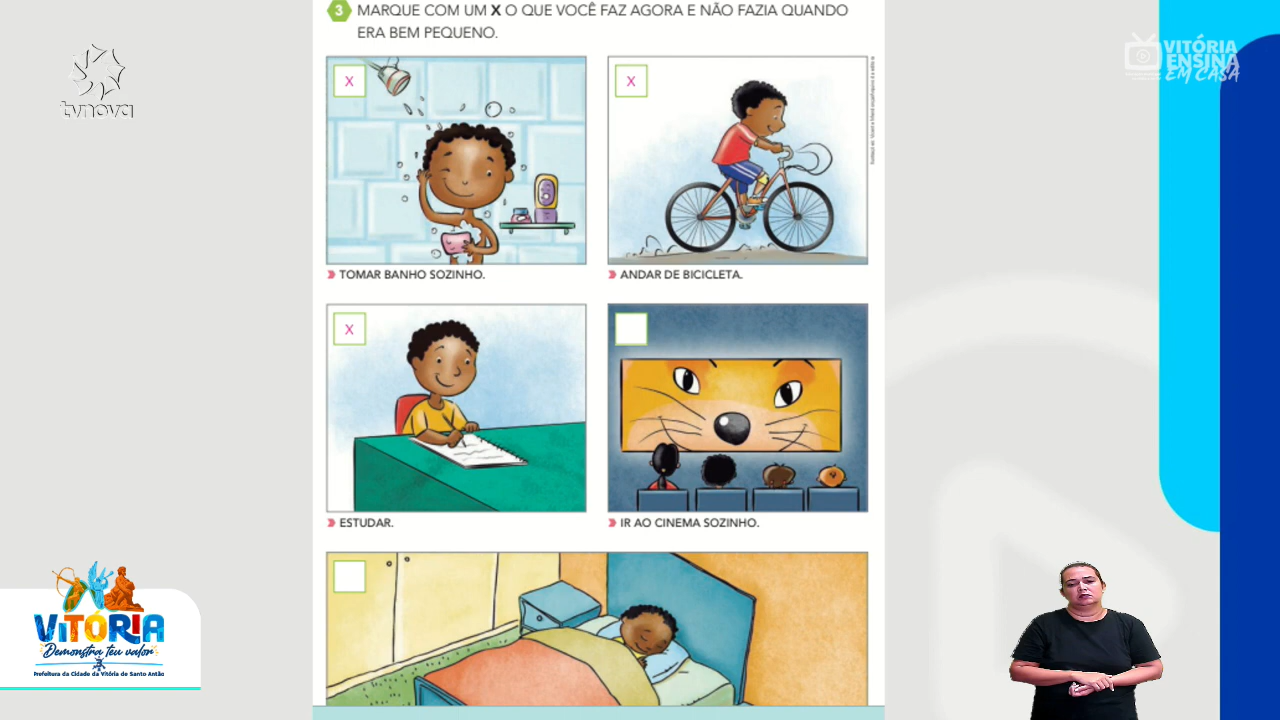 3 MARQUE COM UM X O QUE VOCÊ FAZ AGORA E NÃO FAZIA QUANDO
ERA BEM PEQUENO.
tvnova
VITÓRIA
ENSINA
EM CASA
X
X
TOMAR BANHO SOZINHO.
ANDAR DE BICICLETA.
X
ESTUDAR.
IR AO CINEMA SOZINHO.
VITÓRIA
Demonstra teu valor
Prefeitura da Cidade da Vitória de Santo Antão